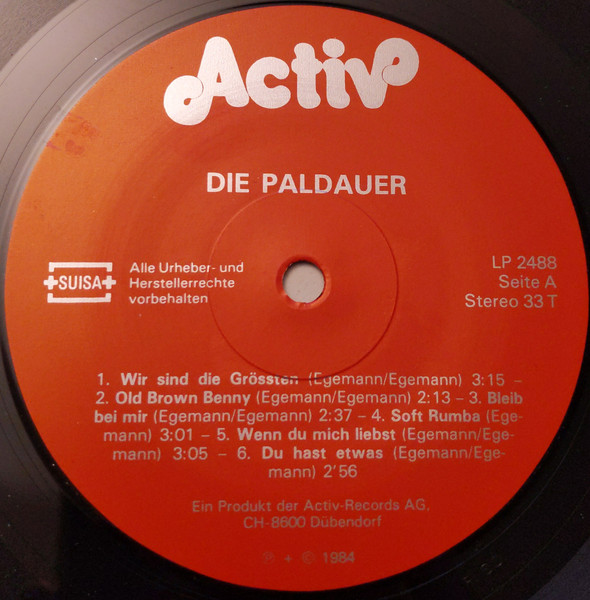 Activ
DIE PALDAUER
SUISA
Alle Urheber- und
Herstellerrechte
vorbehalten
LP 2488
Seite A
Stereo 33 T
1. Wir sind die Grössten (Egemann/Egemann) 3:15 –
2. Old Brown Benny (Egemann/Egemann) 2:13 – 3. Bleib
bei mir (Egemann/Egemann) 2:37 – 4. Soft Rumba (Ege-
mann) 3:01 – 5. Wenn du mich liebst (Egemann/Ege-
mann) 3:05 – 6. Du hast etwas (Egemann/Ege-
mann) 2'56
Ein Produkt der Activ-Records AG,
CH-8600 Dübendorf
℗ + © 1984